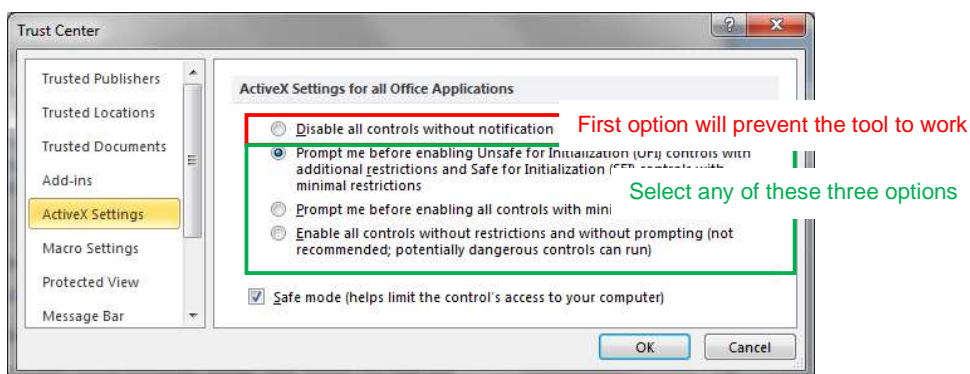 Trust Center
Trusted Publishers
Trusted Locations
Trusted Documents
Add-ins
ActiveX Settings
Macro Settings
Protected View
Message Bar
ActiveX Settings for all Office Applications
Disable all controls without notification
First option will prevent the tool to work
Prompt me before enabling Unsafe for Initialization (UFI) controls with
additional restrictions and Safe for Initialization (SFI) controls with
minimal restrictions
Select any of these three options
Prompt me before enabling all controls with mini
Enable all controls without restrictions and without prompting (not
recommended; potentially dangerous controls can run)
Safe mode (helps limit the control's access to your computer)
OK
Cancel